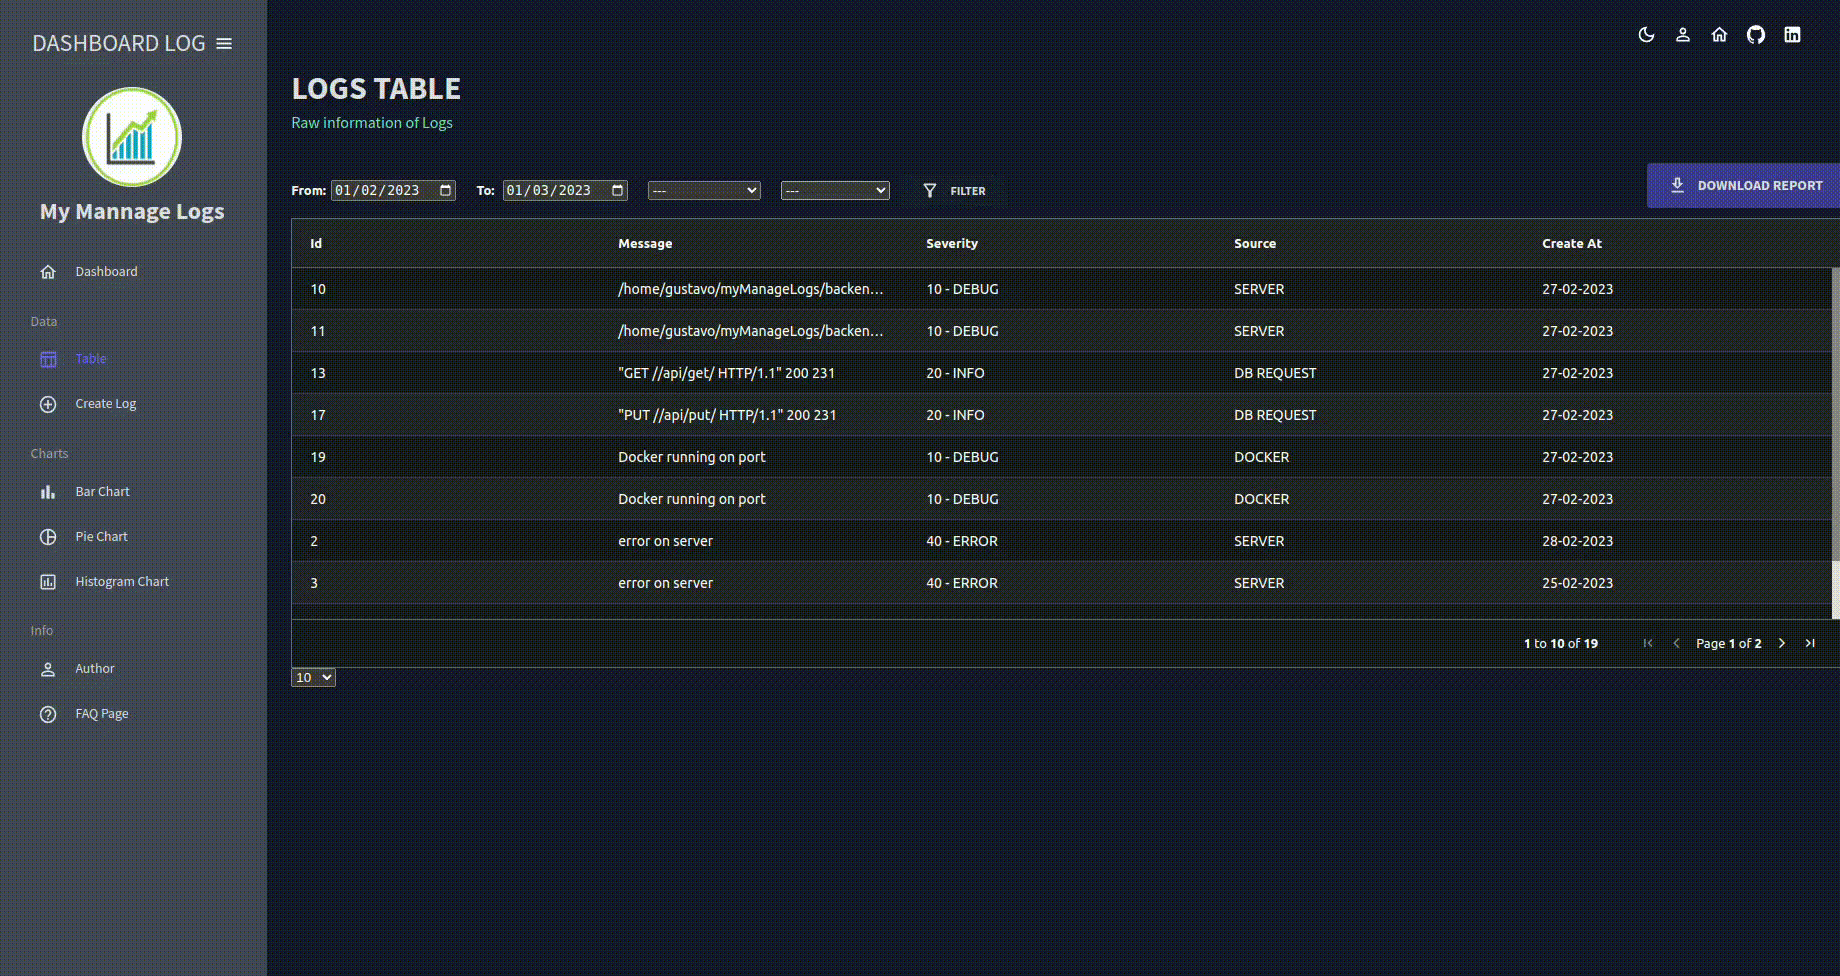 DASHBOARD LOG
My Mannage Logs
Dashboard
Data
Table
Create Log
Charts
Bar Chart
Pie Chart
Histogram Chart
Info
Author
FAQ Page
LOGS TABLE
Raw information of Logs
From: 01/02/2023 To: 01/03/2023 --- --- FILTER
DOWNLOAD REPORT
Id Message Severity Source Create At
10 /home/gustavo/myManageLogs/backen... 10 - DEBUG SERVER 27-02-2023
11 /home/gustavo/myManageLogs/backen... 10 - DEBUG SERVER 27-02-2023
13 "GET //api/get/ HTTP/1.1" 200 231 20 - INFO DB REQUEST 27-02-2023
17 "PUT //api/put/ HTTP/1.1" 200 231 20 - INFO DB REQUEST 27-02-2023
19 Docker running on port 10 - DEBUG DOCKER 27-02-2023
20 Docker running on port 10 - DEBUG DOCKER 27-02-2023
2 error on server 40 - ERROR SERVER 28-02-2023
3 error on server 40 - ERROR SERVER 25-02-2023
1 to 10 of 19 Page 1 of 2
10